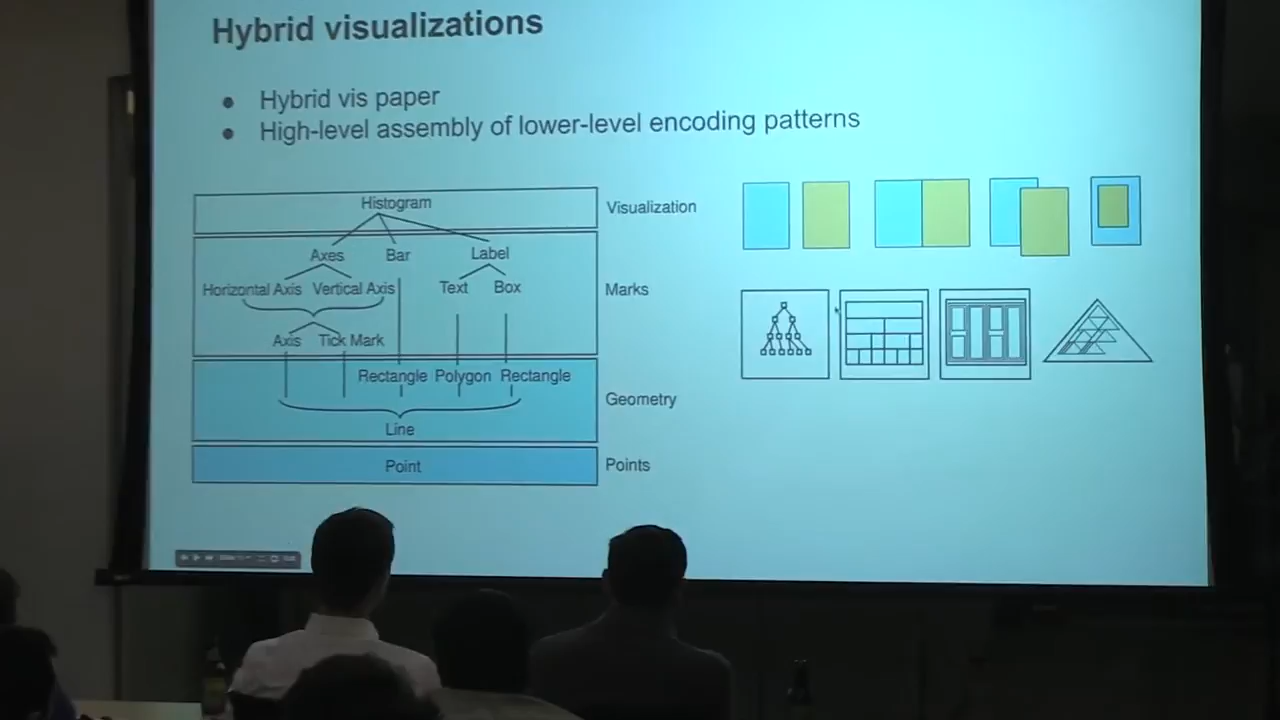 Hybrid visualizations
● Hybrid vis paper
● High-level assembly of lower-level encoding patterns
Histogram
Visualization
Axes Bar Label
Horizontal Axis Vertical Axis Text Box
Marks
Axis Tick Mark
Rectangle Polygon Rectangle
Geometry
Line
Point
Points